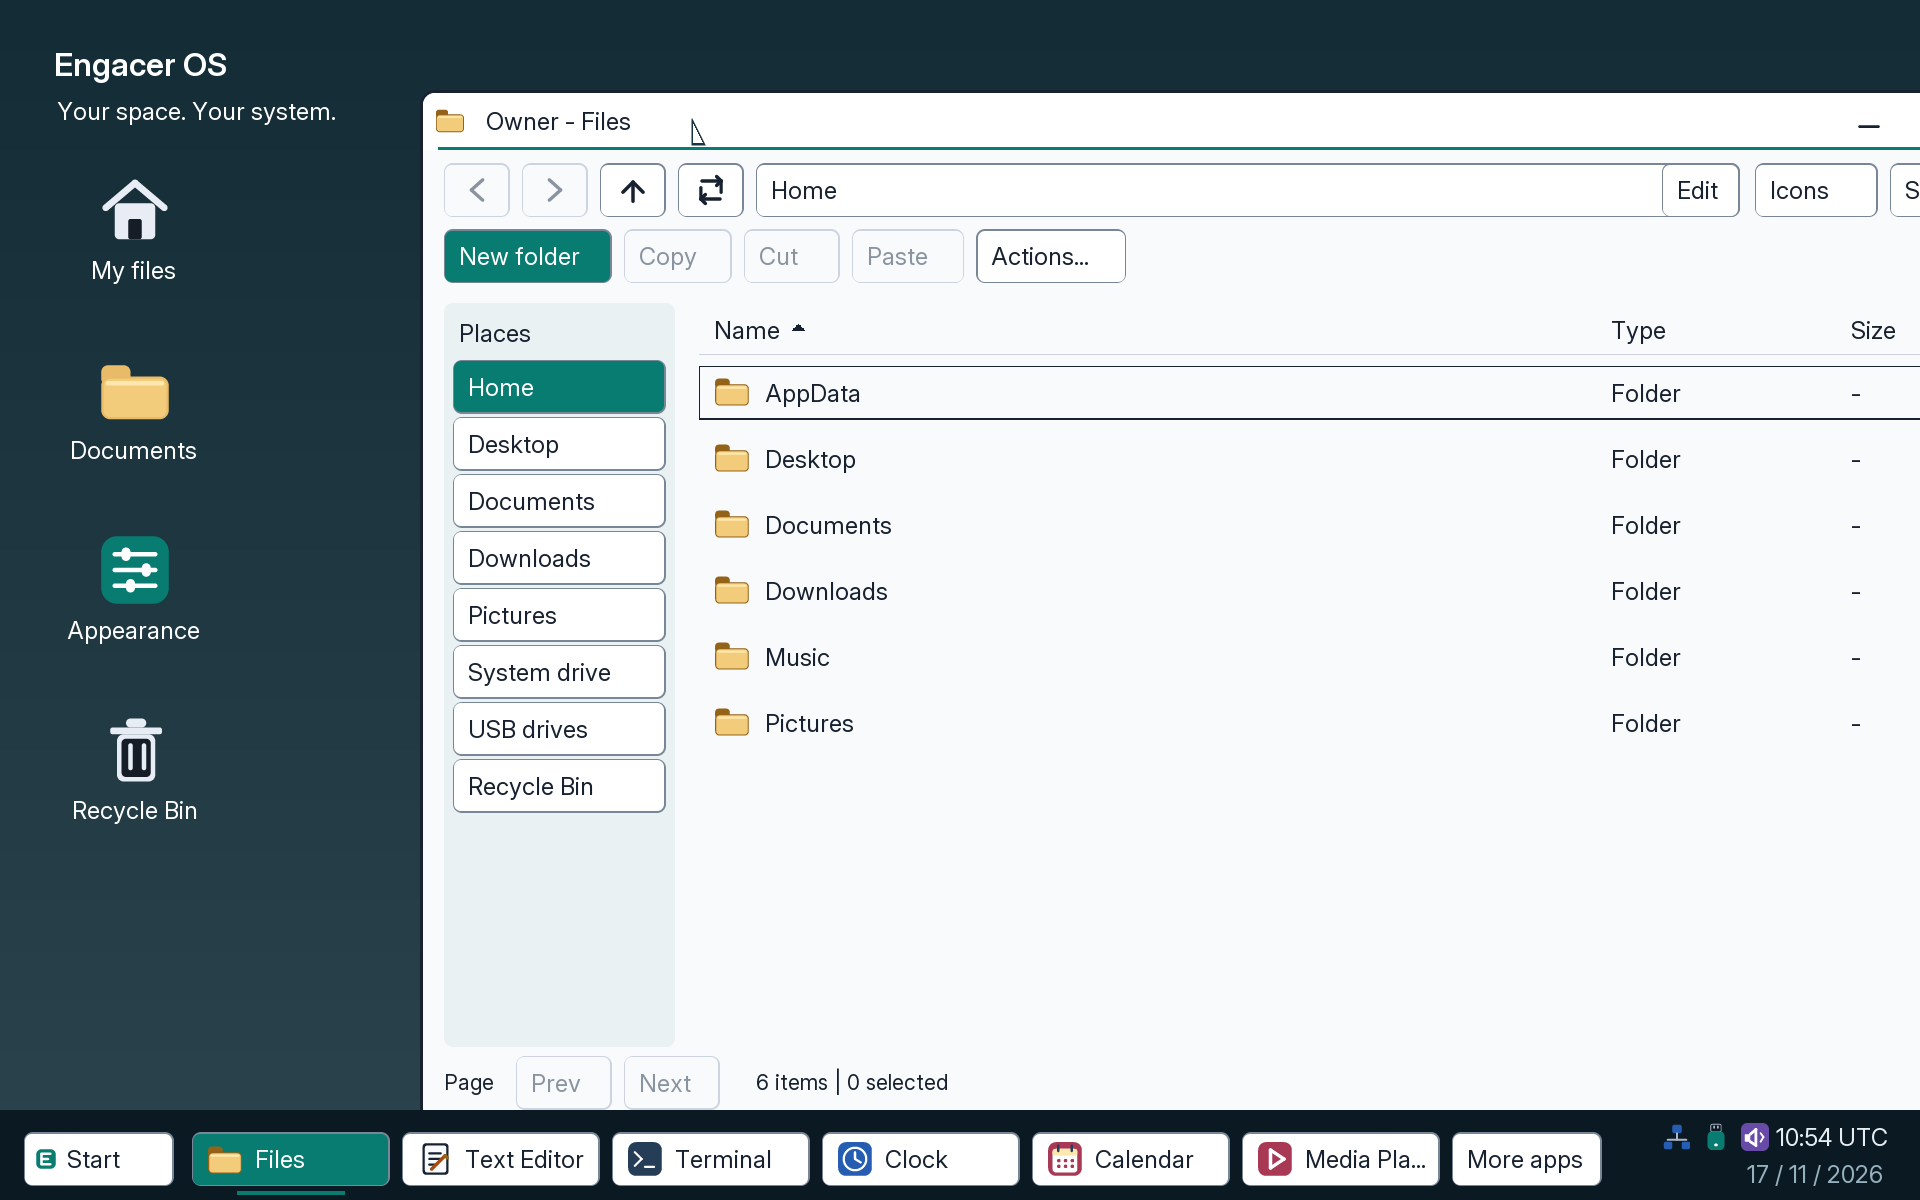 Engacer OS
Your space. Your system.
My files
Documents
Appearance
Recycle Bin
Owner - Files
Home
Edit
Icons
S
New folder
Copy
Cut
Paste
Actions...
Places
Home
Desktop
Documents
Downloads
Pictures
System drive
USB drives
Recycle Bin
Name Type Size
AppData Folder -
Desktop Folder -
Documents Folder -
Downloads Folder -
Music Folder -
Pictures Folder -
Page Prev Next 6 items | 0 selected
Start
Files
Text Editor
Terminal
Clock
Calendar
Media Pla...
More apps
10:54 UTC
17 / 11 / 2026